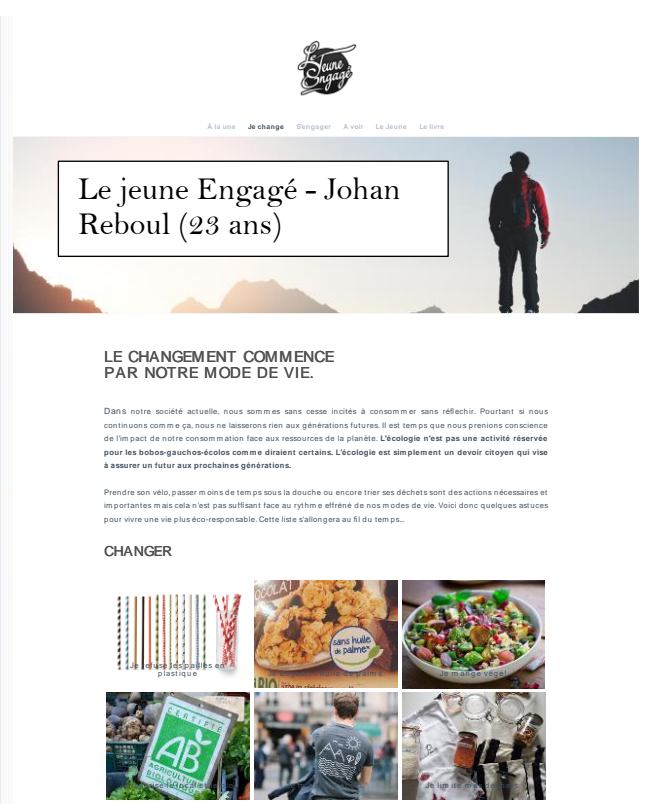 Le
Jeune
Engagé
À la une Je change S'engager A voir Le Jeune Le livre
Le jeune Engagé - Johan
Reboul (23 ans)
LE CHANGEMENT COMMENCE
PAR NOTRE MODE DE VIE.
Dans notre société actuelle, nous sommes sans cesse incités à consommer sans réflechir. Pourtant si nous
continuons comme ça, nous ne laisserons rien aux générations futures. Il est temps que nous prenions conscience
de l'impact de notre consommation face aux ressources de la planète. L'écologie n'est pas une activité réservée
pour les bobos-gauchos-écolos comme diraient certains. L'écologie est simplement un devoir citoyen qui vise
à assurer un futur aux prochaines générations.
Prendre son vélo, passer moins de temps sous la douche ou encore trier ses déchets sont des actions nécessaires et
importantes mais cela n'est pas suffisant face au rythme effréné de nos modes de vie. Voici donc quelques astuces
pour vivre une vie plus éco-responsable. Cette liste s'allongera au fil du temps...
CHANGER
Je refuse les pailles en
plastique
CHOCOLAT
sans huile
de palme*
de palme
BIO
Je mange végé!
CERTIFIÉ
AB
AGRICULTURE
BIOLOGIQUE
Je limite